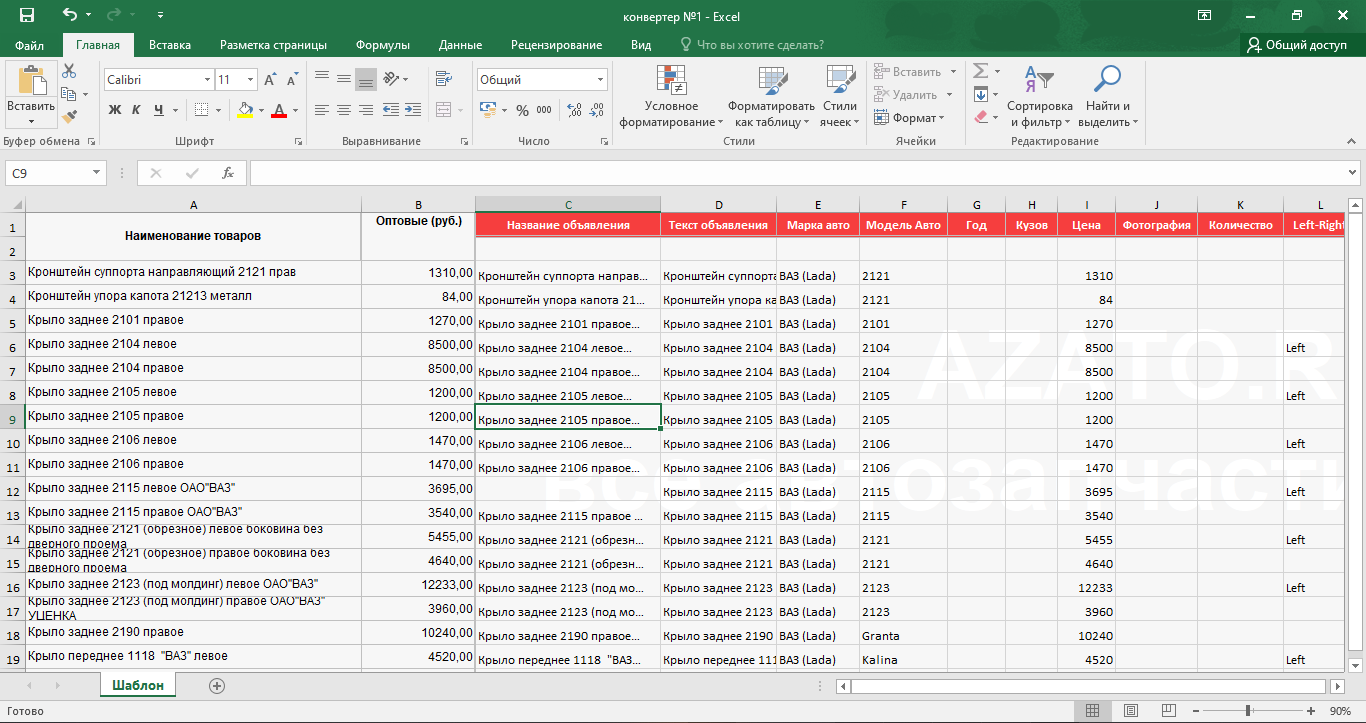 конвертер №1 - Excel
Файл Главная Вставка Разметка страницы Формулы Данные Рецензирование Вид Что вы хотите сделать? Общий доступ
Вставить
Буфер обмена
Calibri 11
Ж К Ч А
Шрифт
Выравнивание
Общий
% 000
Число
Условное форматирование
Форматировать как таблицу
Стили ячеек
Стили
Вставить
Удалить
Формат
Ячейки
Сортировка и фильтр
Найти и выделить
Редактирование
C9 fx
A B C D E F G H I J K L
1 Наименование товаров Оптовые (руб.) Название объявления Текст объявления Марка авто Модель Авто Год Кузов Цена Фотография Количество Left-Right
2
3 Кронштейн суппорта направляющий 2121 прав 1310,00 Кронштейн суппорта направ... Кронштейн суппорта ВАЗ (Lada) 2121 1310
4 Кронштейн упора капота 21213 металл 84,00 Кронштейн упора капота 21... Кронштейн упора ка ВАЗ (Lada) 2121 84
5 Крыло заднее 2101 правое 1270,00 Крыло заднее 2101 правое... Крыло заднее 2101 ВАЗ (Lada) 2101 1270
6 Крыло заднее 2104 левое 8500,00 Крыло заднее 2104 левое... Крыло заднее 2104 ВАЗ (Lada) 2104 8500 Left
7 Крыло заднее 2104 правое 8500,00 Крыло заднее 2104 правое... Крыло заднее 2104 ВАЗ (Lada) 2104 8500
8 Крыло заднее 2105 левое 1200,00 Крыло заднее 2105 левое... Крыло заднее 2105 ВАЗ (Lada) 2105 1200 Left
9 Крыло заднее 2105 правое 1200,00 Крыло заднее 2105 правое... Крыло заднее 2105 ВАЗ (Lada) 2105 1200
10 Крыло заднее 2106 левое 1470,00 Крыло заднее 2106 левое... Крыло заднее 2106 ВАЗ (Lada) 2106 1470 Left
11 Крыло заднее 2106 правое 1470,00 Крыло заднее 2106 правое... Крыло заднее 2106 ВАЗ (Lada) 2106 1470
12 Крыло заднее 2115 левое ОАО"ВАЗ" 3695,00 Крыло заднее 2115 ВАЗ (Lada) 2115 3695 Left
13 Крыло заднее 2115 правое ОАО"ВАЗ" 3540,00 Крыло заднее 2115 правое ... Крыло заднее 2115 ВАЗ (Lada) 2115 3540
14 Крыло заднее 2121 (обрезное) левое боковина без дверного проема 5455,00 Крыло заднее 2121 (обрезн... Крыло заднее 2121 ВАЗ (Lada) 2121 5455 Left
15 Крыло заднее 2121 (обрезное) правое боковина без дверного проема 4640,00 Крыло заднее 2121 (обрезн... Крыло заднее 2121 ВАЗ (Lada) 2121 4640
16 Крыло заднее 2123 (под молдинг) левое ОАО"ВАЗ" 12233,00 Крыло заднее 2123 (под мо... Крыло заднее 2123 ВАЗ (Lada) 2123 12233 Left
17 Крыло заднее 2123 (под молдинг) правое ОАО"ВАЗ" УЦЕНКА 3960,00 Крыло заднее 2123 (под мо... Крыло заднее 2123 ВАЗ (Lada) 2123 3960
18 Крыло заднее 2190 правое 10240,00 Крыло заднее 2190 правое... Крыло заднее 2190 ВАЗ (Lada) Granta 10240
19 Крыло переднее 1118 "ВАЗ" левое 4520,00 Крыло переднее 1118 "ВАЗ... Крыло переднее 111 ВАЗ (Lada) Kalina 4520 Left
AZATO.R
все автозапчасти
Шаблон
Готово 90%